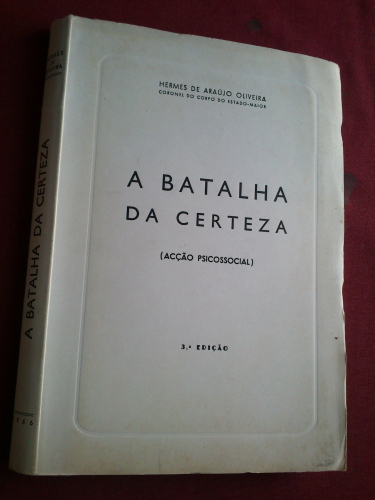 HERMES DE ARAÚJO OLIVEIRA
CORONEL DO CORPO DO ESTADO-MAIOR
A BATALHA
DA CERTEZA
(ACÇÃO PSICOSSOCIAL)
3.ª EDIÇÃO
A BATALHA DA CERTEZA